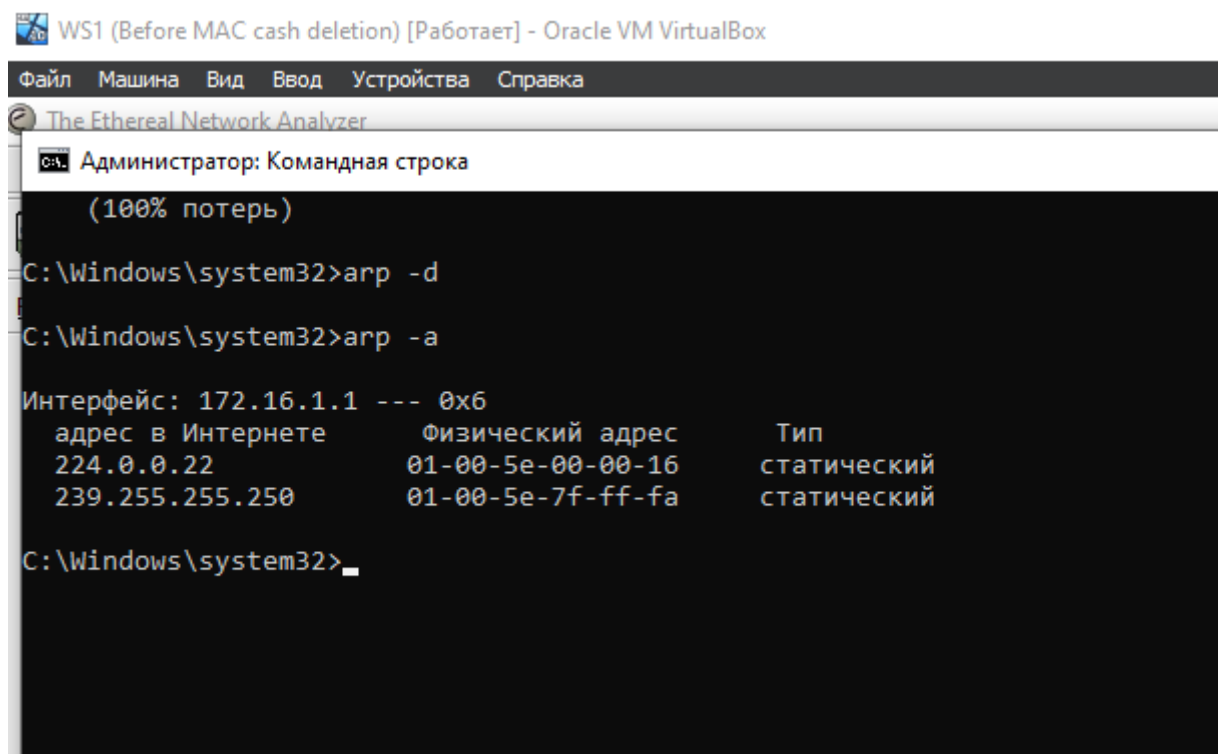 WS1 (Before MAC cash deletion) [Работает] - Oracle VM VirtualBox
Файл Машина Вид Ввод Устройства Справка
The Ethereal Network Analyzer
Администратор: Командная строка
(100% потерь)
C:\Windows\system32>arp -d
C:\Windows\system32>arp -a
Интерфейс: 172.16.1.1 --- 0x6
адрес в Интернете Физический адрес Тип
224.0.0.22 01-00-5e-00-00-16 статический
239.255.255.250 01-00-5e-7f-ff-fa статический
C:\Windows\system32>